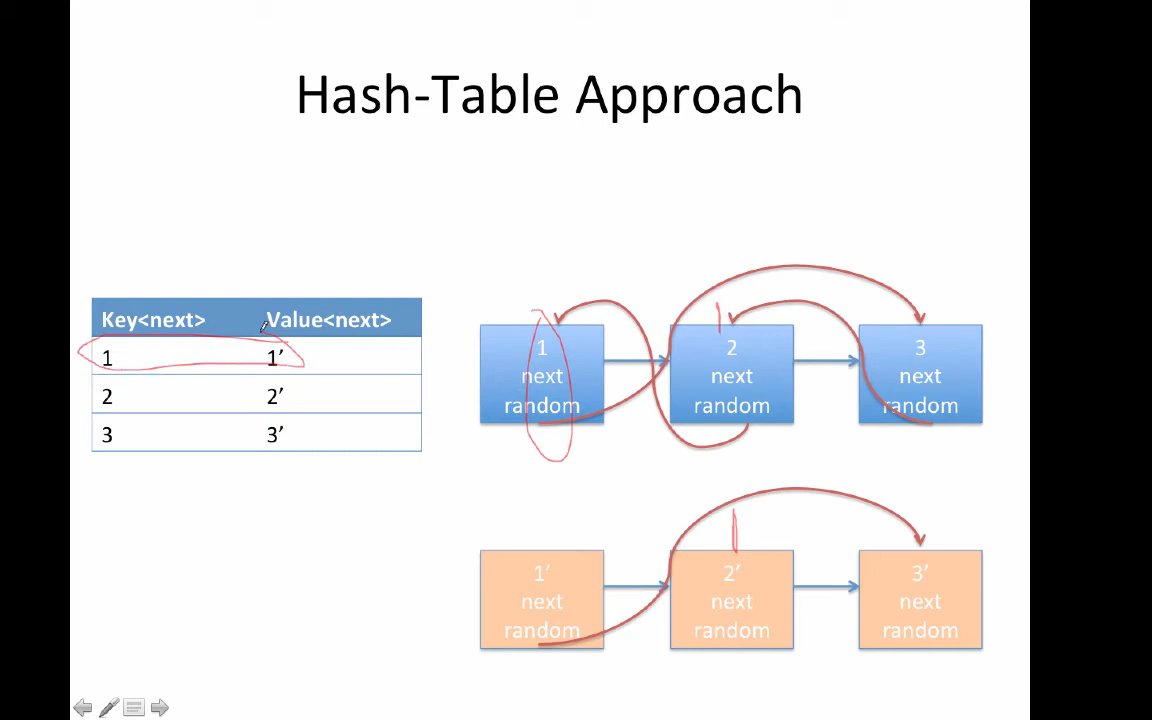 Hash-Table Approach
Key<next> Value<next>
1 1’
2 2’
3 3’
1
next
random
2
next
random
3
next
random
1’
next
random
2’
next
random
3’
next
random